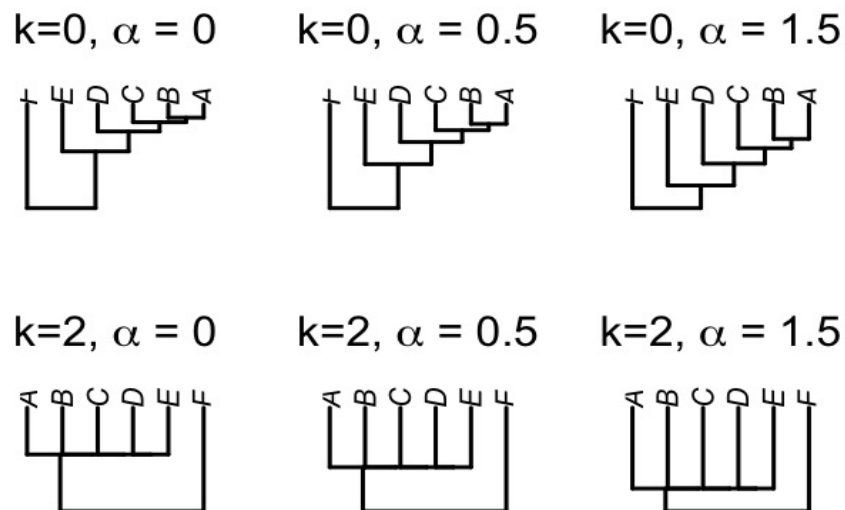 k=0, α = 0 k=0, α = 0.5 k=0, α = 1.5
E D C B A E D C B A E D C B A
k=2, α = 0 k=2, α = 0.5 k=2, α = 1.5
A B C D E F A B C D E F A B C D E F